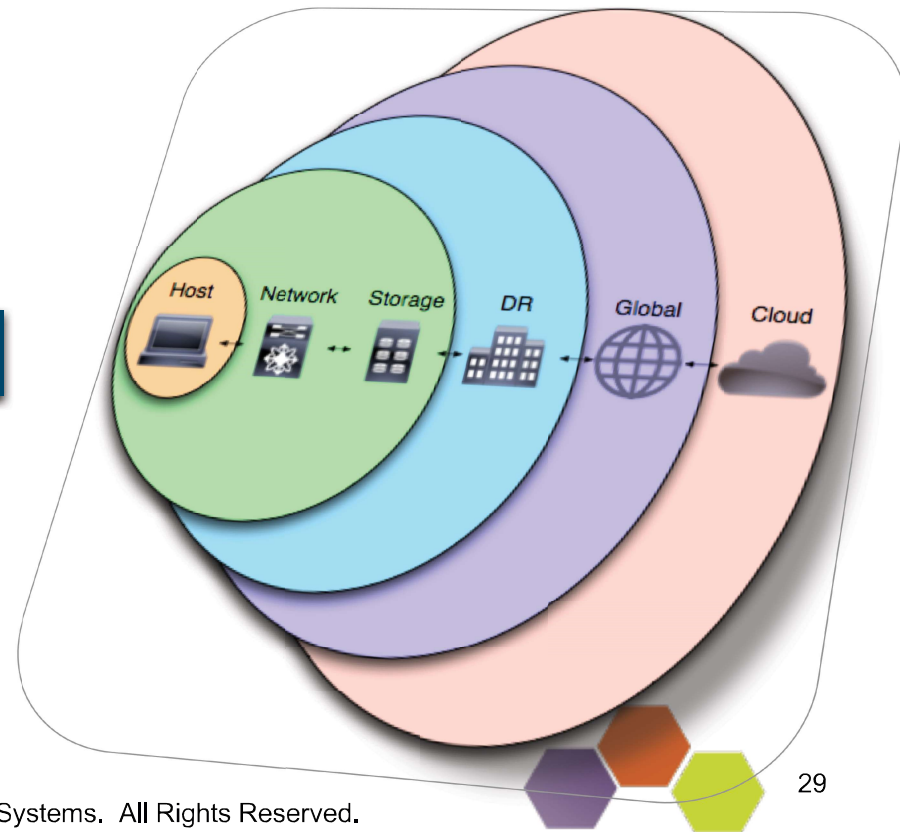 Host
Network
Storage
DR
Global
Cloud
29
Systems. All Rights Reserved.